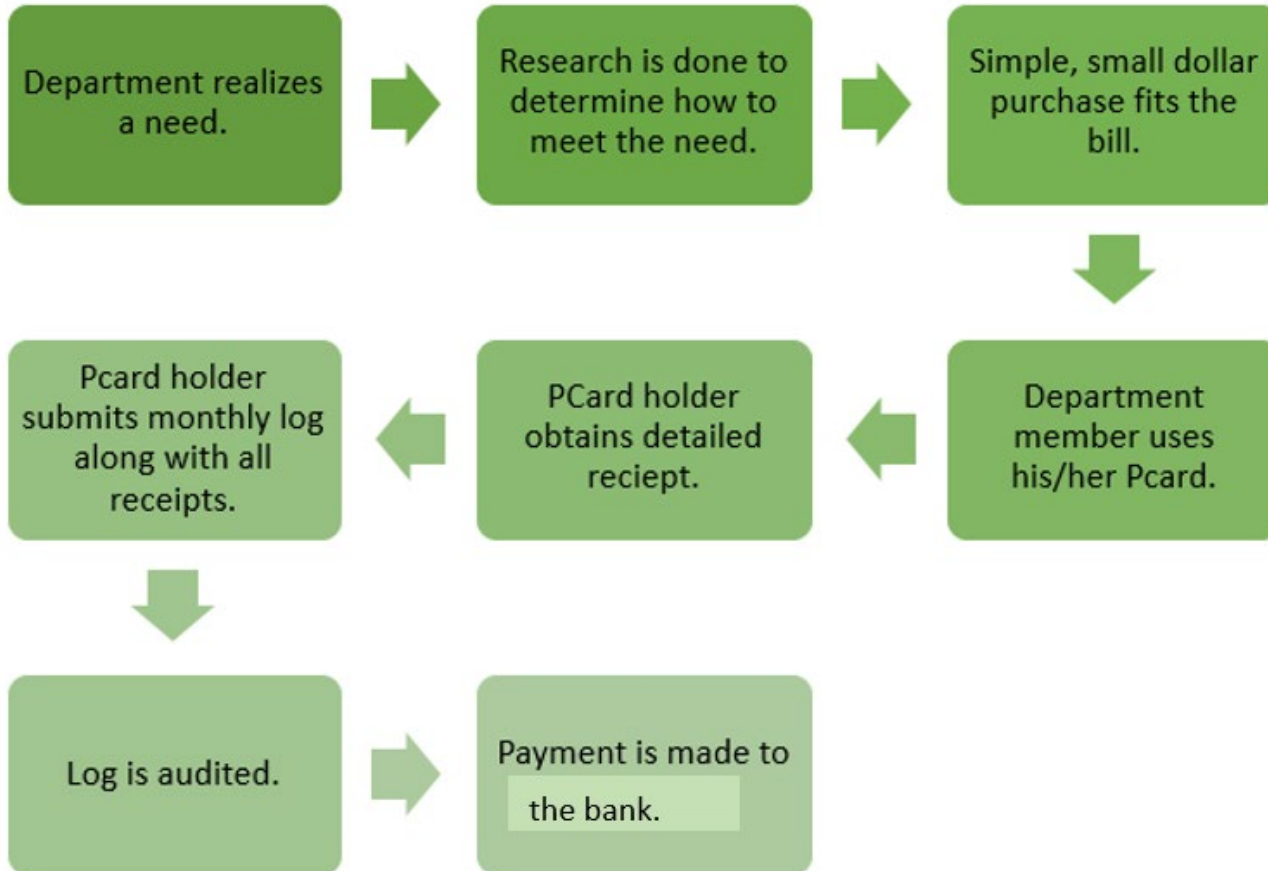 Department realizes
a need.
Research is done to
determine how to
meet the need.
Simple, small dollar
purchase fits the
bill.
Department
member uses
his/her Pcard.
PCard holder
obtains detailed
reciept.
Pcard holder
submits monthly log
along with all
receipts.
Log is audited.
Payment is made to
the bank.